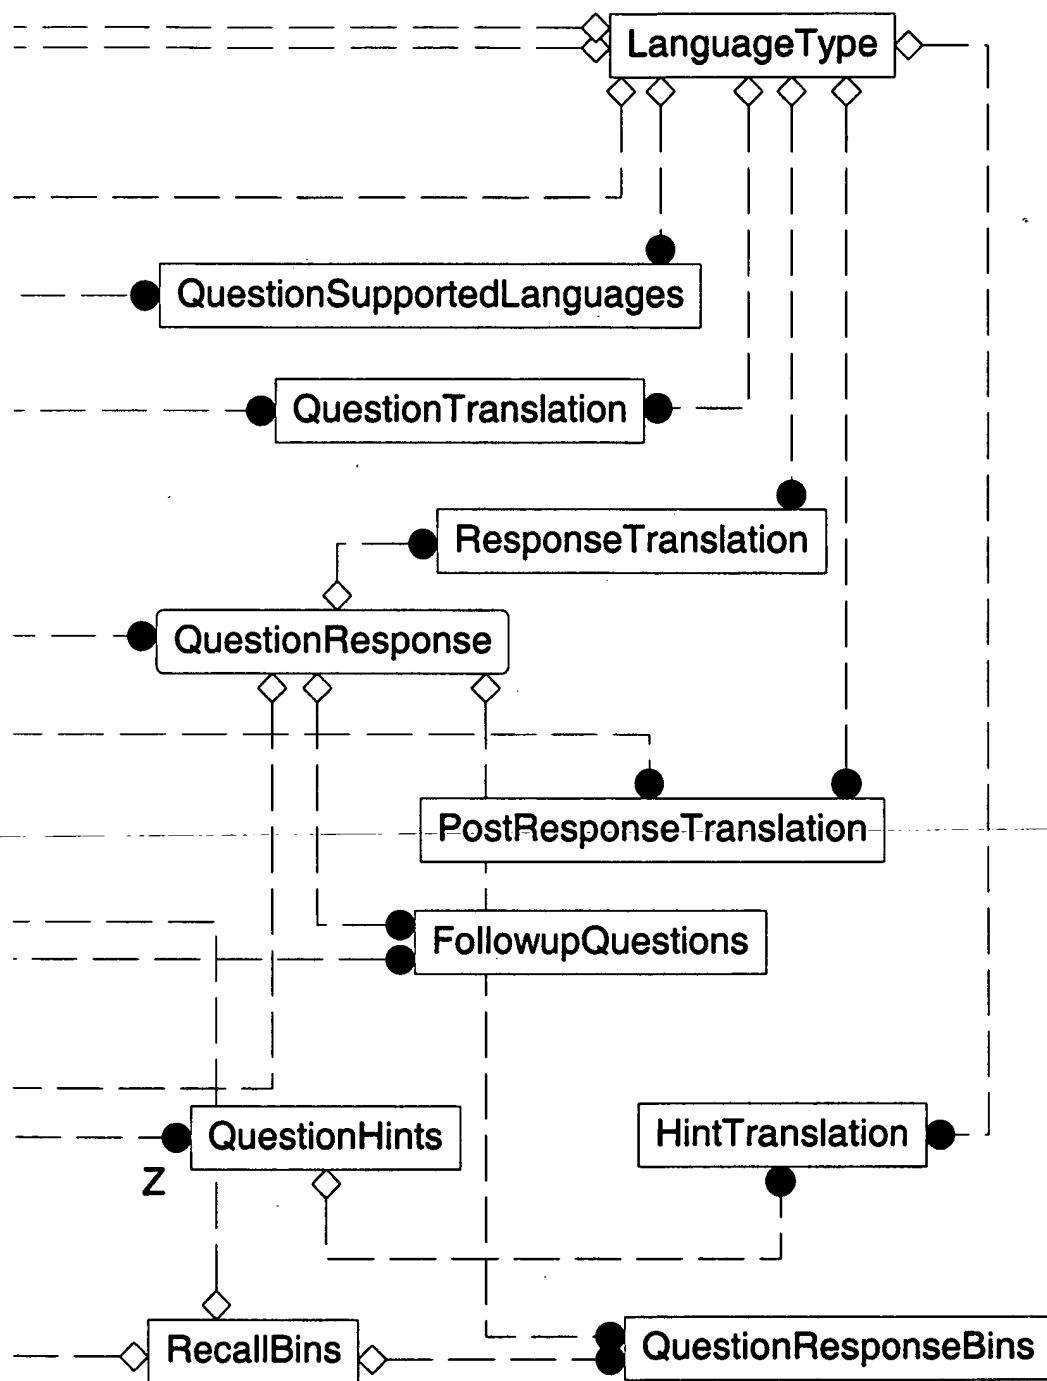 LanguageType
QuestionSupportedLanguages
QuestionTranslation
ResponseTranslation
QuestionResponse
PostResponseTranslation
FollowupQuestions
QuestionHints
HintTranslation
Z
RecallBins
QuestionResponseBins